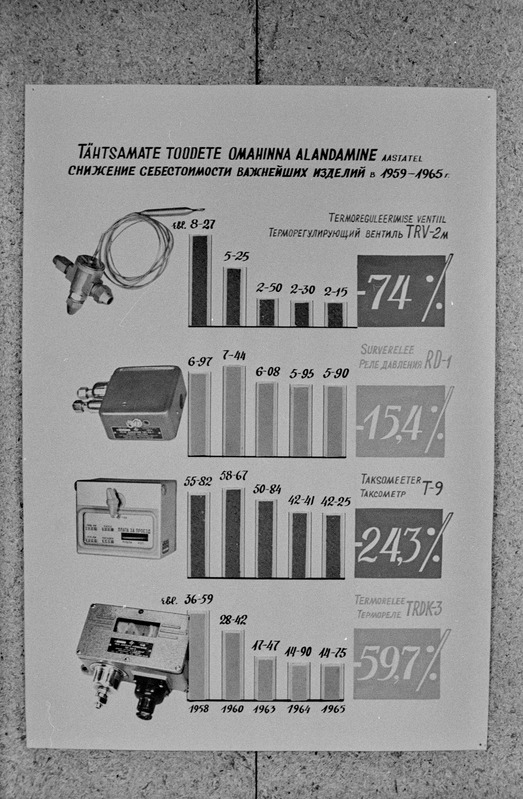 TÄHTSAMATE TOODETE OMAHINNA ALANDAMINE AASTATEL
СНИЖЕНИЕ СЕБЕСТОИМОСТИ ВАЖНЕЙШИХ ИЗДЕЛИЙ в 1959-1965 г.
TERMOREGULEERIMISE VENTIIL
ТЕРМОРЕГУЛИРУЮЩИЙ ВЕНТИЛЬ TRV-2м
rbl. 8-27 5-25 2-50 2-30 2-15
-74%
SURVERELEE
РЕЛЕ ДАВЛЕНИЯ RD-1
6-97 7-44 6-08 5-95 5-90
-15,4%
TAKSOMEETER
ТАКСОМЕТР T-9
55-82 58-67 50-84 42-41 42-25
ПЛАТА ЗА ПРОЕЗД
-24,3%
TERMORELEE
ТЕРМОРЕЛЕ TRDK-3
rbl. 36-59 28-42 17-47 14-90 14-75
-59,7%
1958 1960 1963 1964 1965